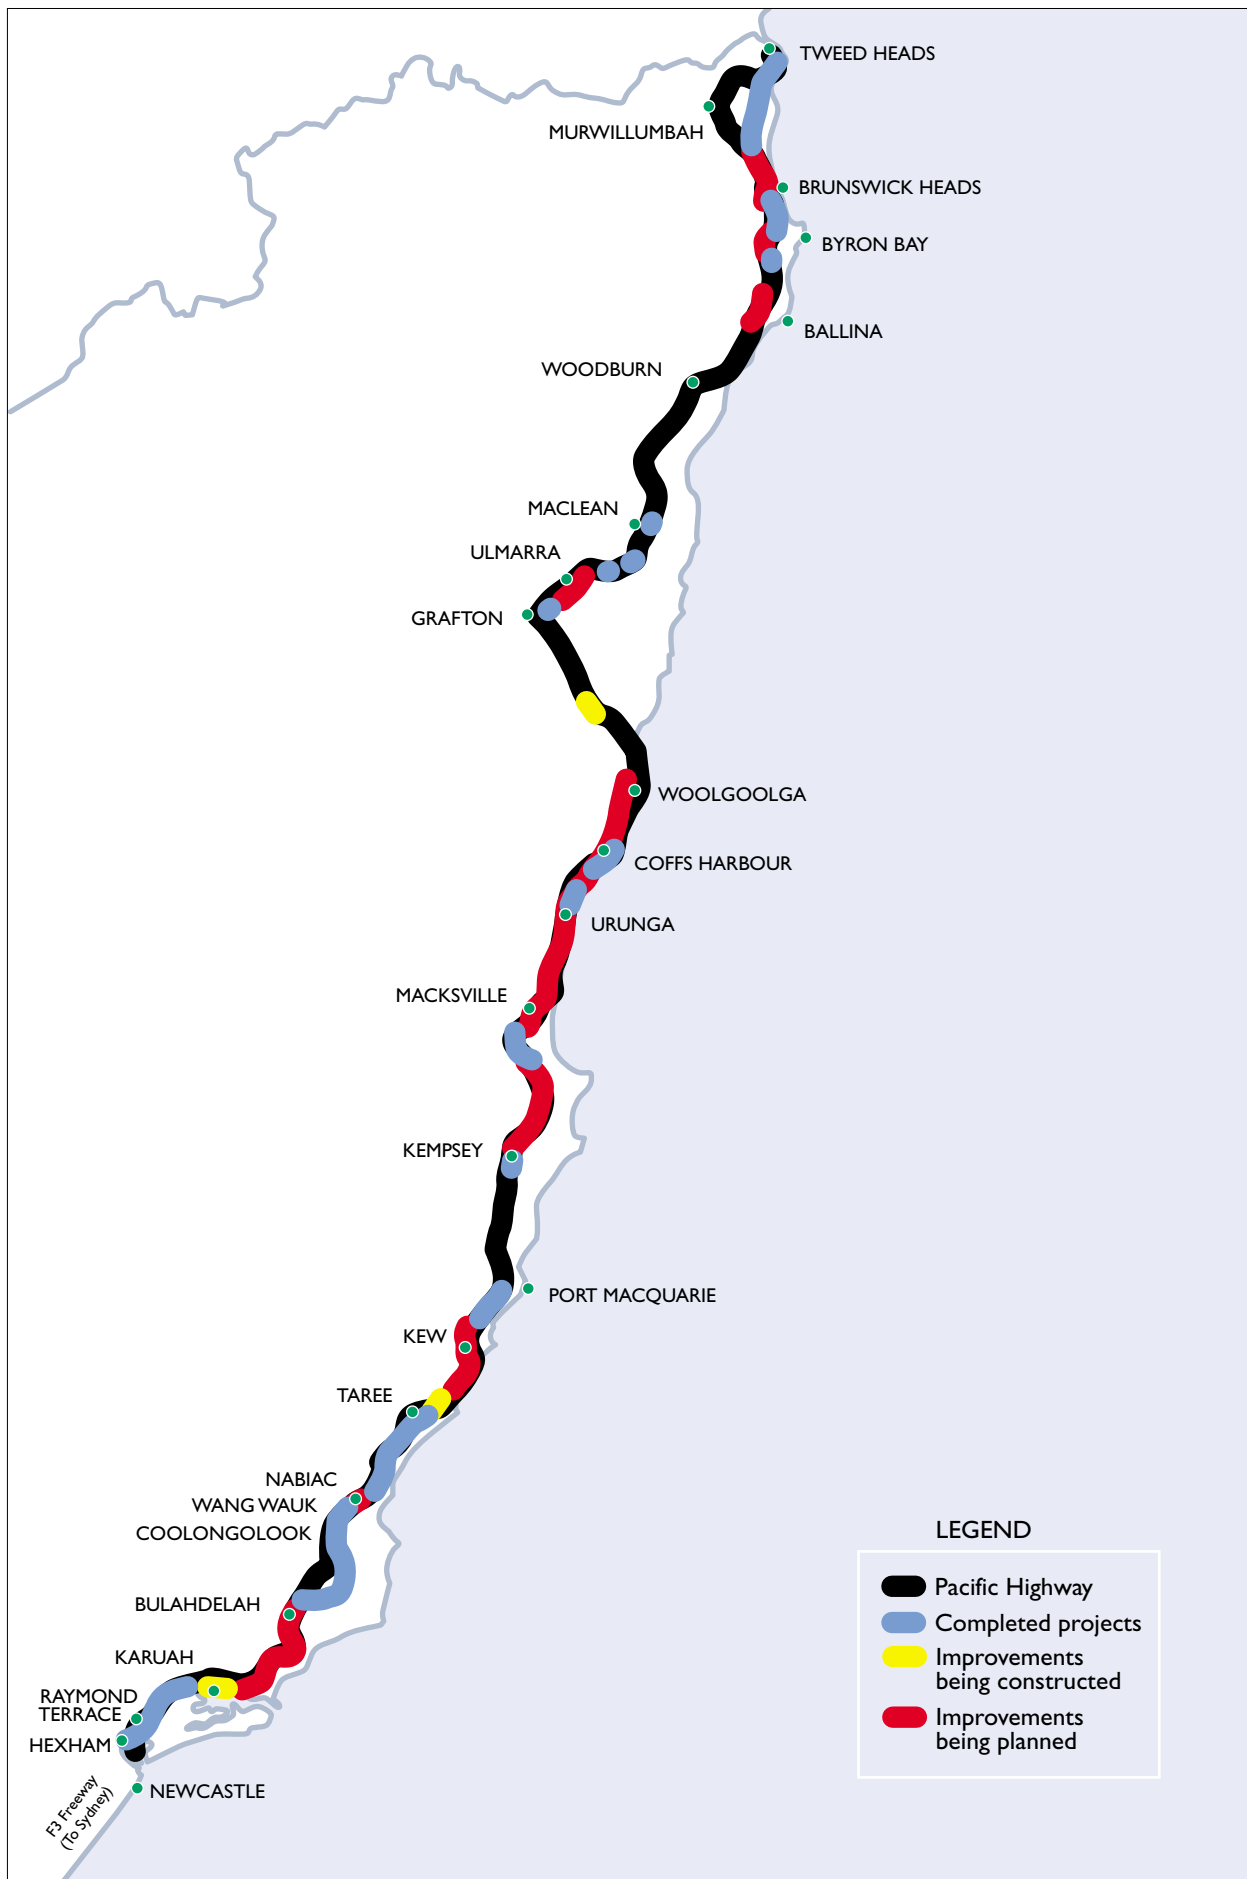 TWEED HEADS
MURWILLUMBAH
BRUNSWICK HEADS
BYRON BAY
BALLINA
WOODBURN
MACLEAN
ULMARRA
GRAFTON
WOOLGOOLGA
COFFS HARBOUR
URUNGA
MACKSVILLE
KEMPSEY
PORT MACQUARIE
KEW
TAREE
NABIAC
WANG WAUK
COOLONGOLOOK
BULAHDELAH
KARUAH
RAYMOND
TERRACE
HEXHAM
NEWCASTLE
F3 Freeway
(To Sydney)
LEGEND
Pacific Highway
Completed projects
Improvements
being constructed
Improvements
being planned